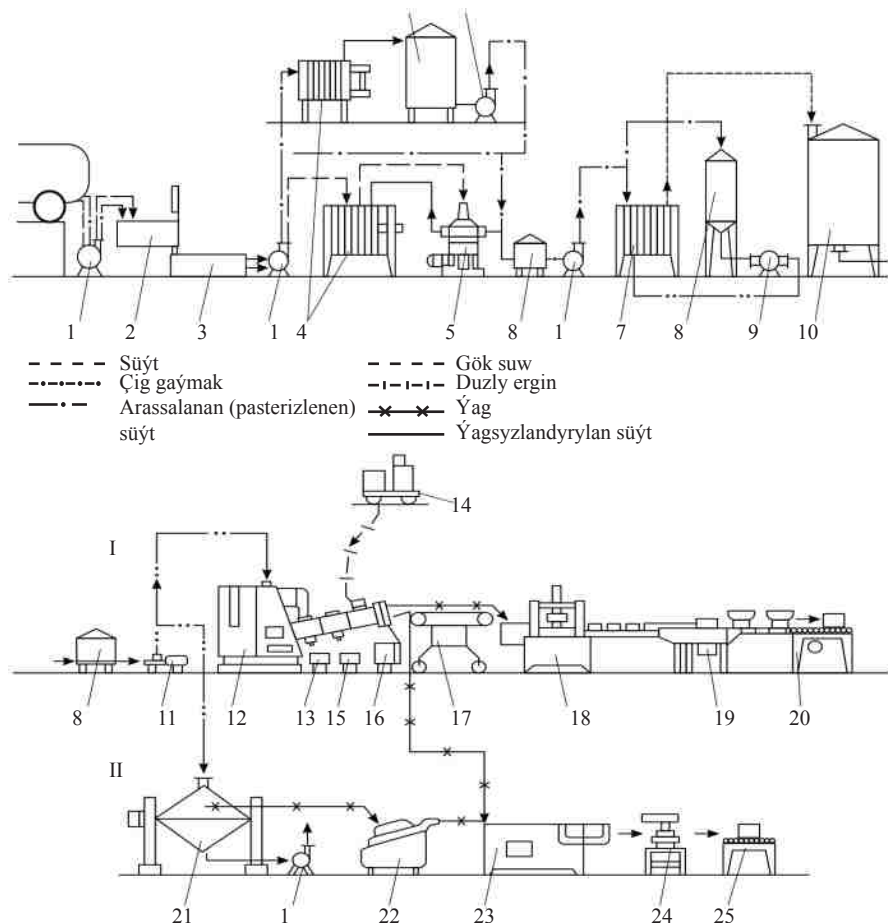 1 2 3 1 4 5 8 1 7 8 9 10
Süýt
Çig gaýmak
Arassalanan (pasterizlenen)
süýt
Gök suw
Duzly ergin
Ýag
Ýagsyzlandyrylan süýt
14
I
8 11 12 13 15 16 17 18 19 20
II
21 1 22 23 24 25